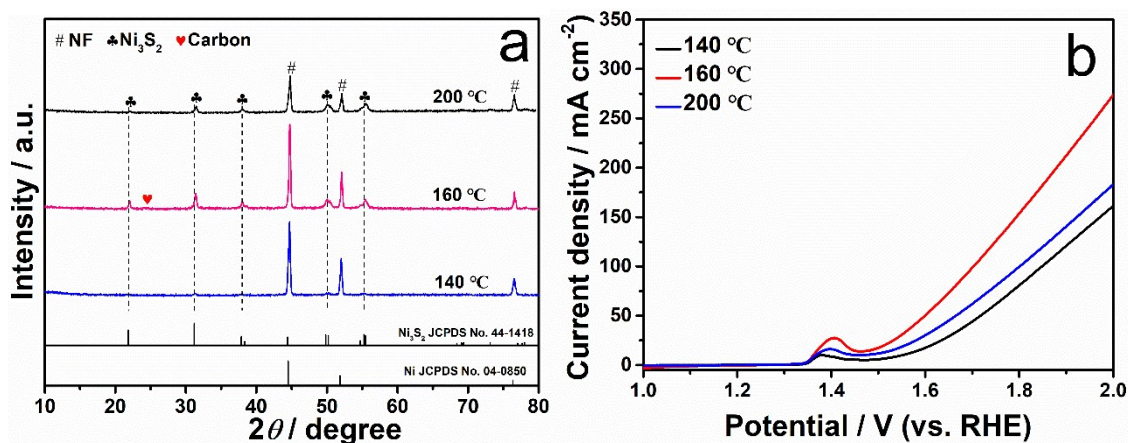 a
# NF ♣ Ni₃S₂ ♥ Carbon
# # #
♣ ♣ ♣ ♣ ♣
200 °C
160 °C
♥
140 °C
Ni₃S₂ JCPDS No. 44-1418
Ni JCPDS No. 04-0850
Intensity / a.u.
10 20 30 40 50 60 70 80
2θ / degree
b
140 °C
160 °C
200 °C
Current density / mA cm⁻²
350
300
250
200
150
100
50
0
1.0 1.2 1.4 1.6 1.8 2.0
Potential / V (vs. RHE)